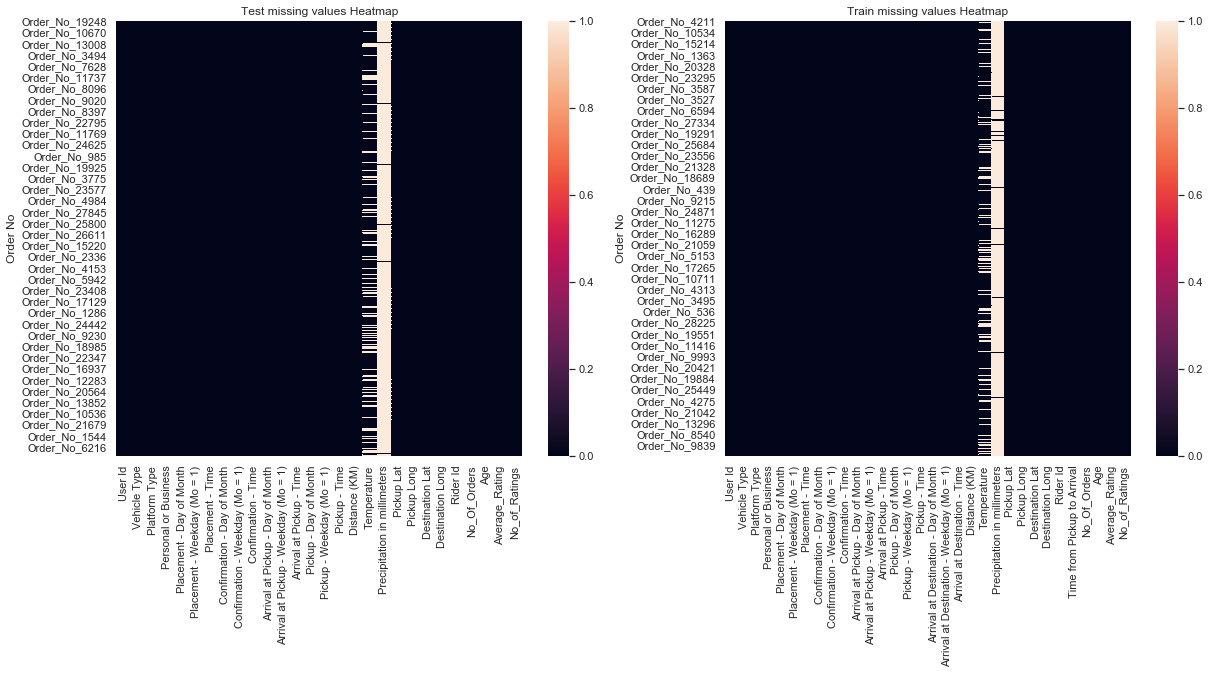 Test missing values Heatmap
Order No
Order_No_19248
Order_No_10670
Order_No_13008
Order_No_3494
Order_No_7628
Order_No_11737
Order_No_8096
Order_No_9020
Order_No_8397
Order_No_22795
Order_No_11769
Order_No_24625
Order_No_985
Order_No_19925
Order_No_3775
Order_No_23577
Order_No_4984
Order_No_27845
Order_No_25800
Order_No_26611
Order_No_15220
Order_No_2336
Order_No_4153
Order_No_5942
Order_No_23408
Order_No_17129
Order_No_1286
Order_No_24442
Order_No_9230
Order_No_18985
Order_No_22347
Order_No_16937
Order_No_12283
Order_No_20564
Order_No_13852
Order_No_10536
Order_No_21679
Order_No_1544
Order_No_6216
User Id
Vehicle Type
Platform Type
Personal or Business
Placement - Day of Month
Placement - Weekday (Mo = 1)
Placement - Time
Confirmation - Day of Month
Confirmation - Weekday (Mo = 1)
Confirmation - Time
Arrival at Pickup - Day of Month
Arrival at Pickup - Weekday (Mo = 1)
Arrival at Pickup - Time
Pickup - Day of Month
Pickup - Weekday (Mo = 1)
Pickup - Time
Distance (KM)
Temperature
Precipitation in millimeters
Pickup Lat
Pickup Long
Destination Lat
Destination Long
Rider Id
No_Of_Orders
Age
Average_Rating
No_of_Ratings
1.0
0.8
0.6
0.4
0.2
0.0
Train missing values Heatmap
Order No
Order_No_4211
Order_No_10534
Order_No_15214
Order_No_1363
Order_No_20328
Order_No_23295
Order_No_3587
Order_No_3527
Order_No_6594
Order_No_27334
Order_No_19291
Order_No_25684
Order_No_23556
Order_No_21328
Order_No_18689
Order_No_439
Order_No_9215
Order_No_24871
Order_No_11275
Order_No_16289
Order_No_21059
Order_No_5153
Order_No_17265
Order_No_10711
Order_No_4313
Order_No_3495
Order_No_536
Order_No_28225
Order_No_19551
Order_No_11416
Order_No_9993
Order_No_20421
Order_No_19884
Order_No_25449
Order_No_4275
Order_No_21042
Order_No_13296
Order_No_8540
Order_No_9839
User Id
Vehicle Type
Platform Type
Personal or Business
Placement - Day of Month
Placement - Weekday (Mo = 1)
Placement - Time
Confirmation - Day of Month
Confirmation - Weekday (Mo = 1)
Confirmation - Time
Arrival at Pickup - Day of Month
Arrival at Pickup - Weekday (Mo = 1)
Arrival at Pickup - Time
Pickup - Day of Month
Pickup - Weekday (Mo = 1)
Pickup - Time
Arrival at Destination - Day of Month
Arrival at Destination - Weekday (Mo = 1)
Arrival at Destination - Time
Distance (KM)
Temperature
Precipitation in millimeters
Pickup Lat
Pickup Long
Destination Lat
Destination Long
Rider Id
Time from Pickup to Arrival
No_Of_Orders
Age
Average_Rating
No_of_Ratings
1.0
0.8
0.6
0.4
0.2
0.0